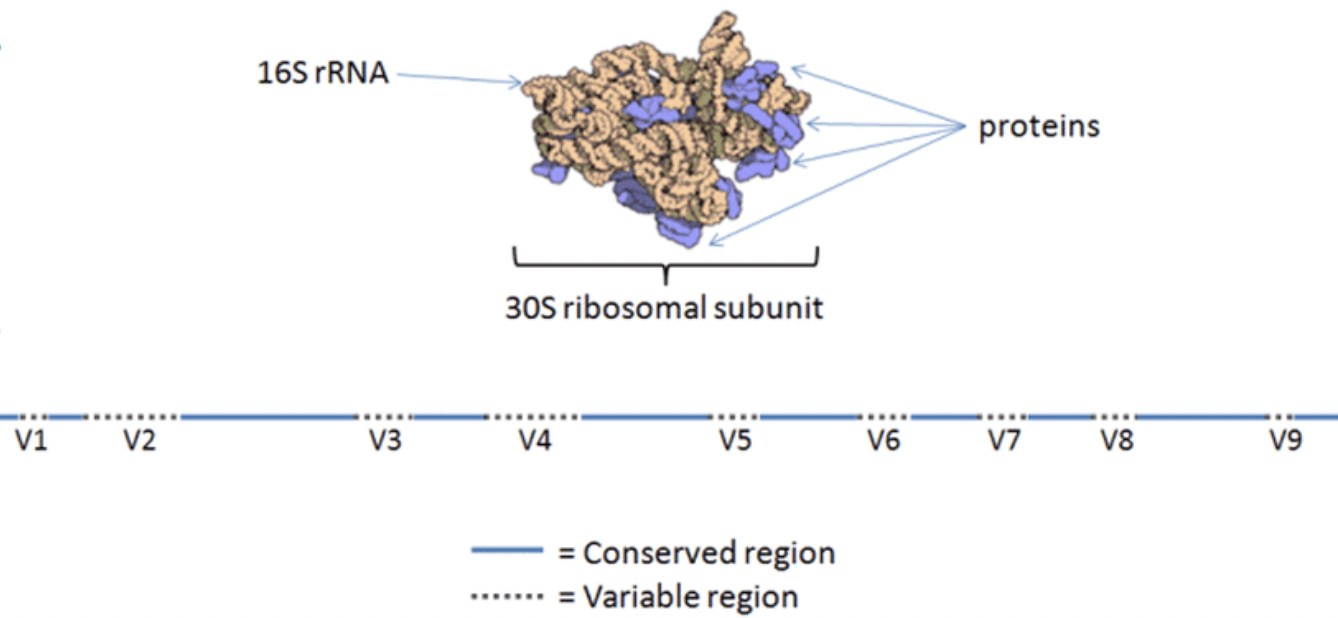 16S rRNA
proteins
30S ribosomal subunit
V1 V2 V3 V4 V5 V6 V7 V8 V9
= Conserved region
= Variable region